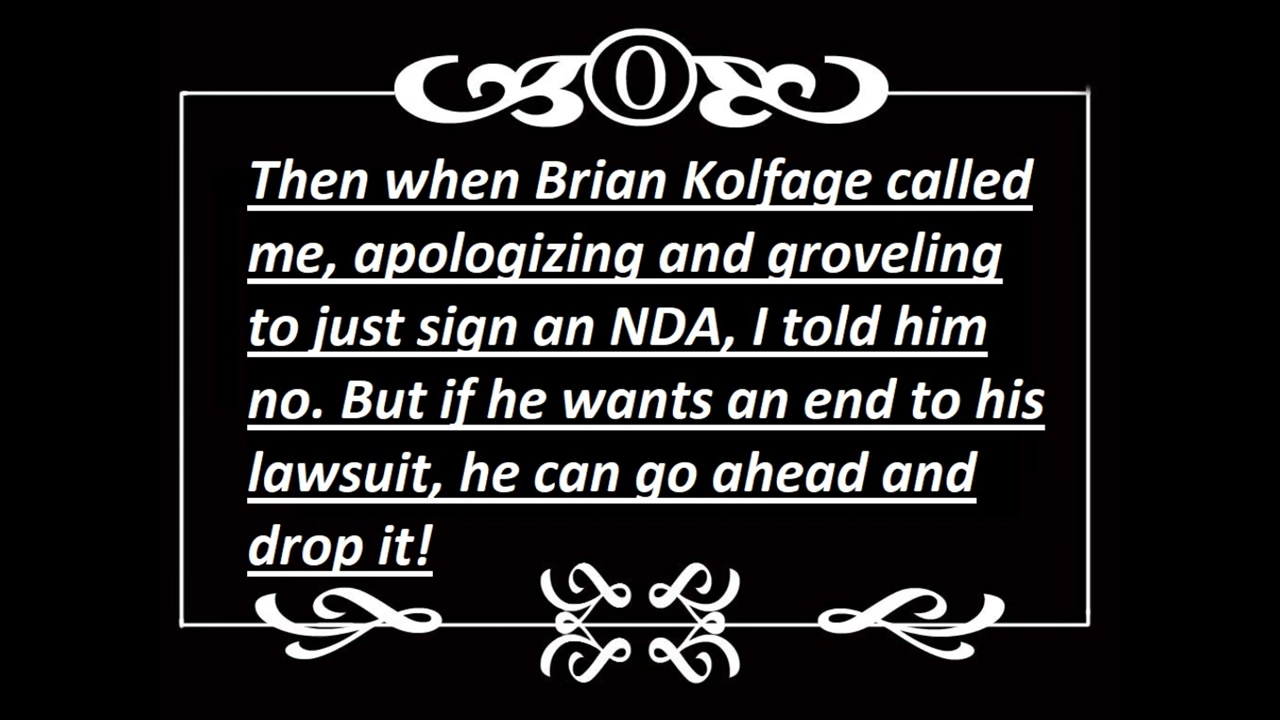 0
Then when Brian Kolfage called
me, apologizing and groveling
to just sign an NDA, I told him
no. But if he wants an end to his
lawsuit, he can go ahead and
drop it!